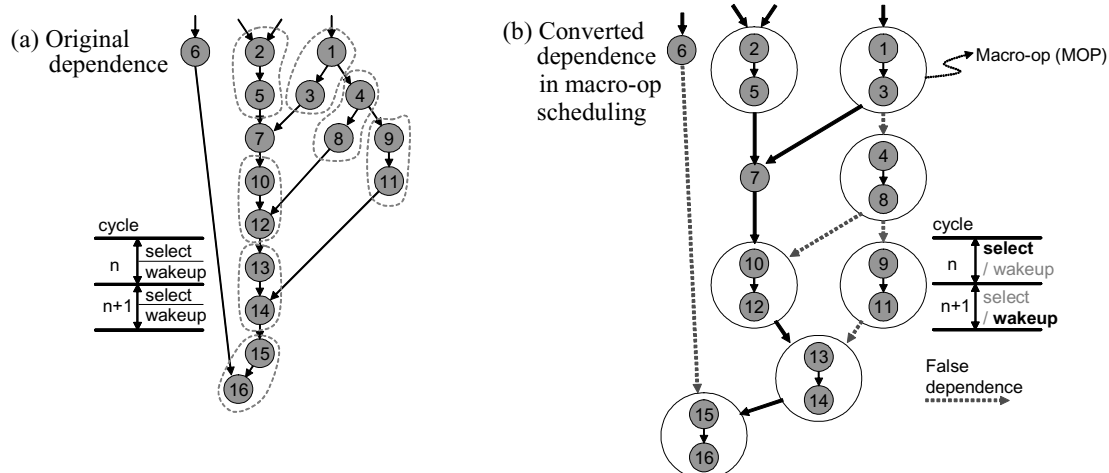 (a) Original
dependence
6
2
1
5
3
4
7
8
9
10
11
12
13
14
15
16
cycle
n
select
wakeup
n+1
select
wakeup
(b) Converted
dependence
in macro-op
scheduling
6
2
5
1
3
Macro-op (MOP)
7
4
8
10
12
9
11
13
14
15
16
cycle
n
select
/ wakeup
n+1
select
/ wakeup
False
dependence